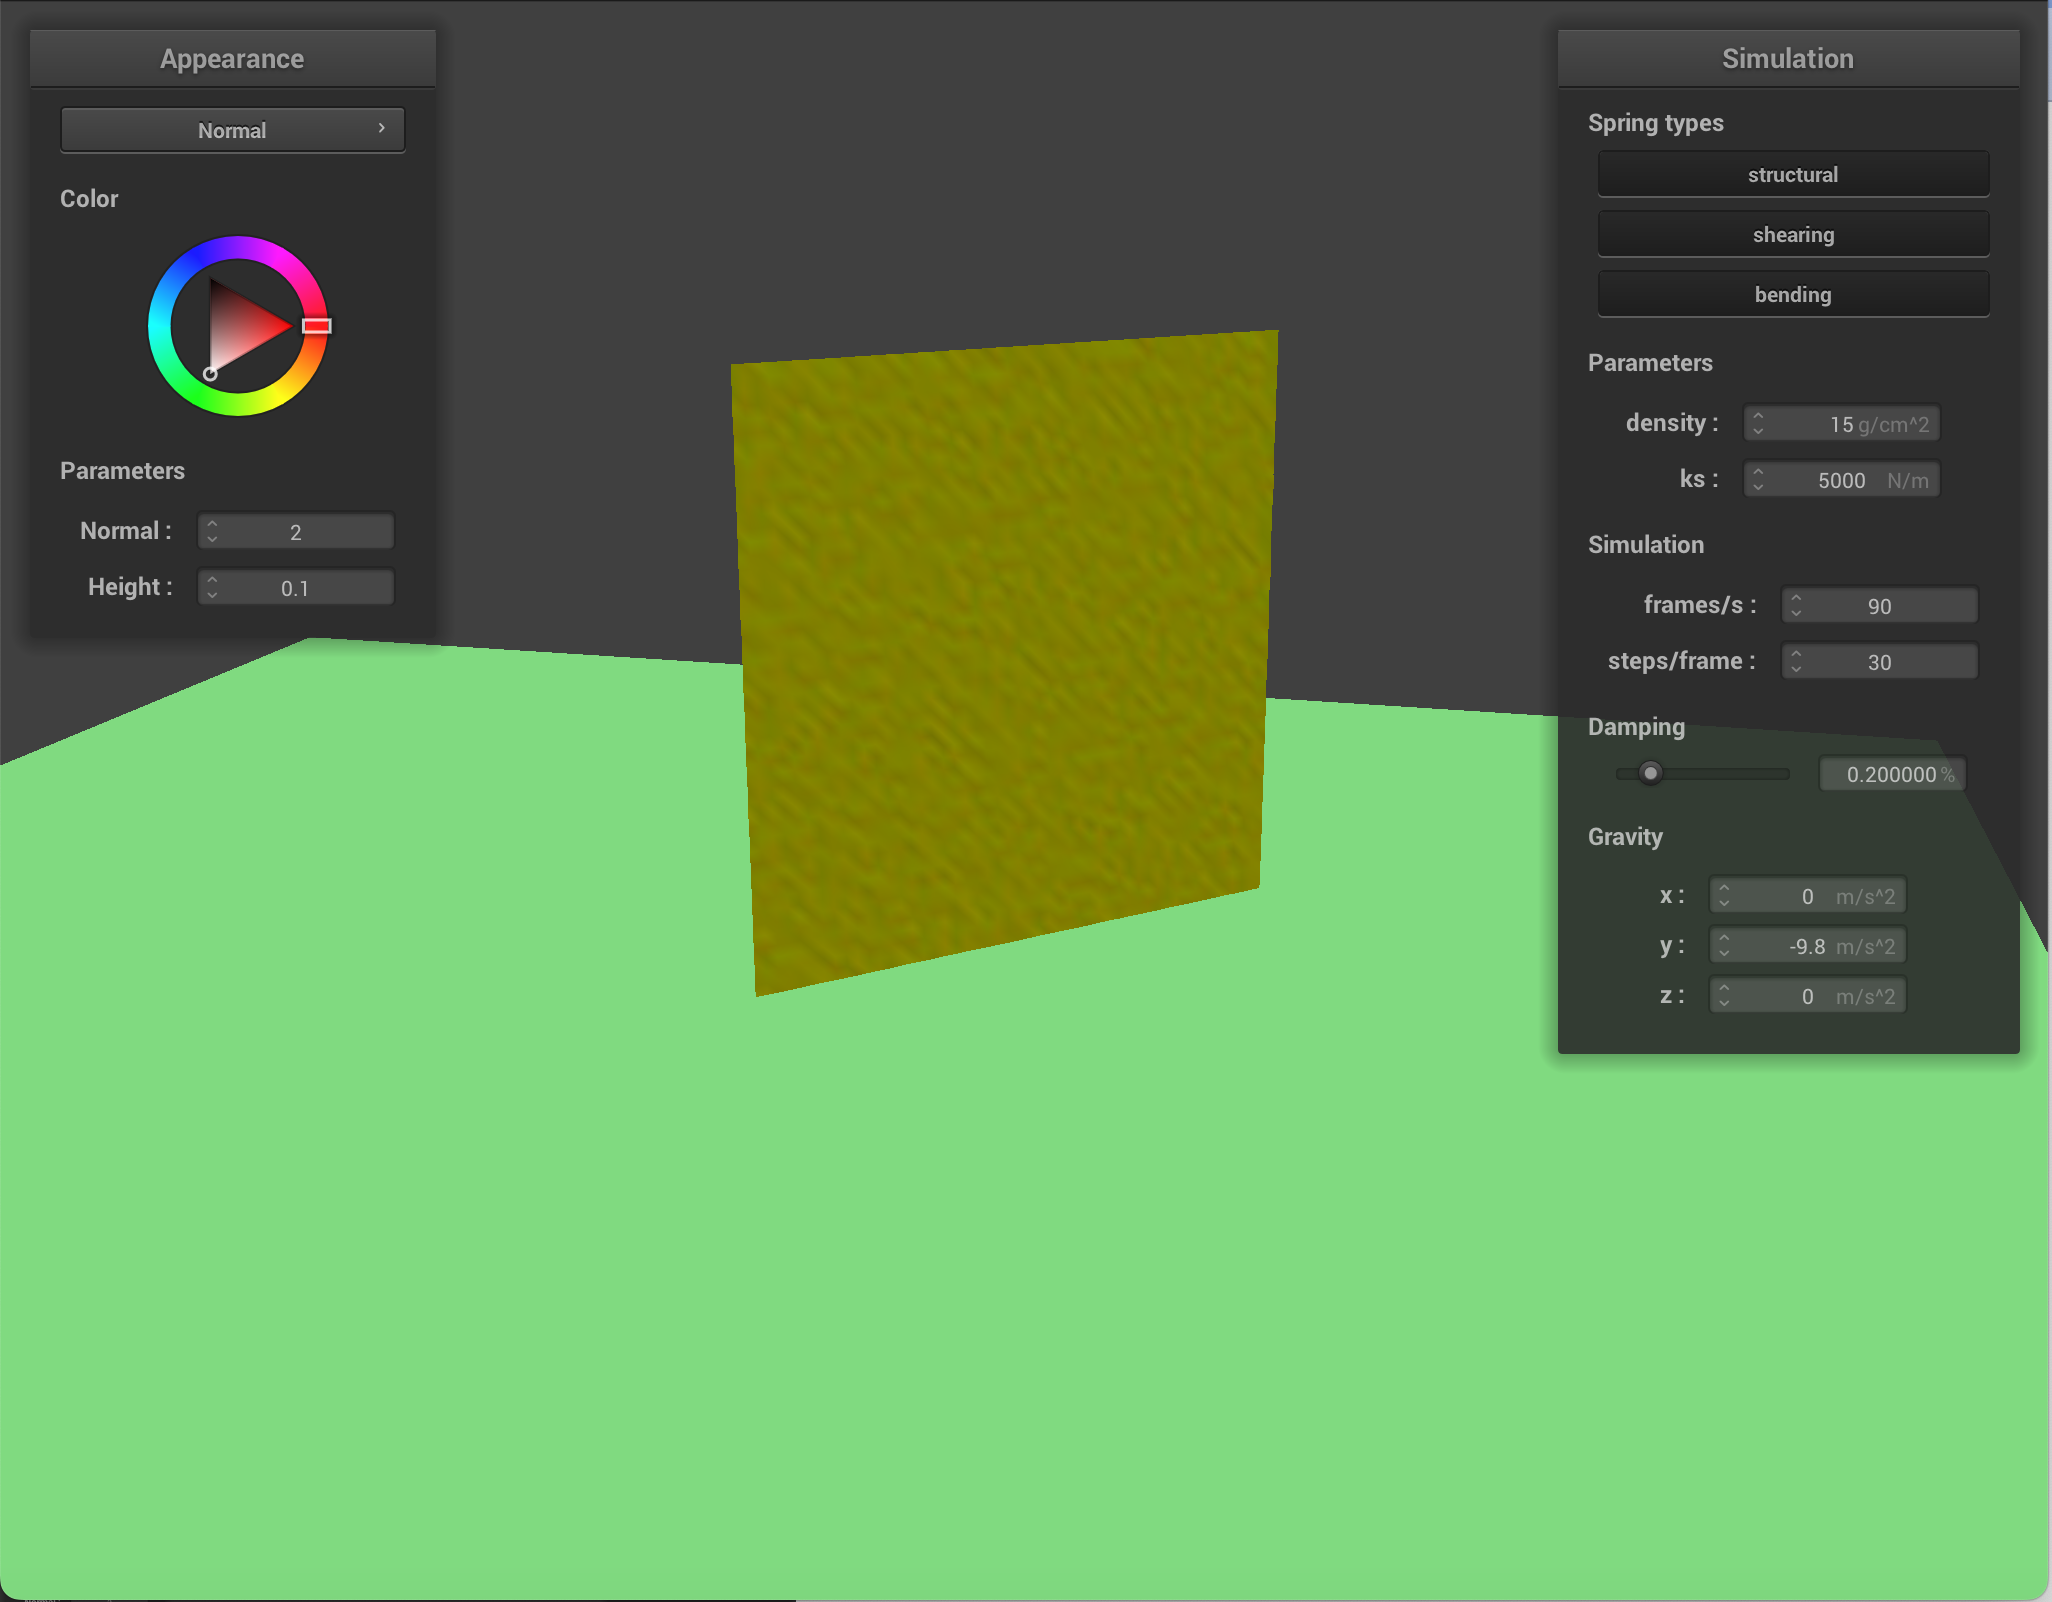 Appearance
Normal
Color
Parameters
Normal : 2
Height : 0.1
Simulation
Spring types
structural
shearing
bending
Parameters
density : 15 g/cm^2
ks : 5000 N/m
Simulation
frames/s : 90
steps/frame : 30
Damping
0.200000 %
Gravity
x : 0 m/s^2
y : -9.8 m/s^2
z : 0 m/s^2